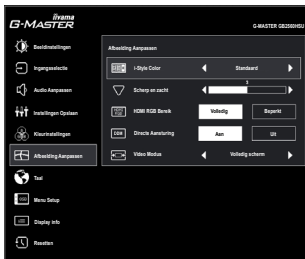 iiyama
G-MASTER
G-MASTER GB2560HSU
Beeldinstellingen
Ingangsselectie
Audio Aanpassen
Instellingen Opslaan
Kleurinstellingen
Afbeelding Aanpassen
Taal
Menu Setup
Display info
Resetten
Afbeelding Aanpassen
i-Style Color
Standaard
Scherp en zacht
3
HDMI RGB Bereik
Volledig
Beperkt
Directe Aansturing
Aan
Uit
Video Modus
Volledig scherm